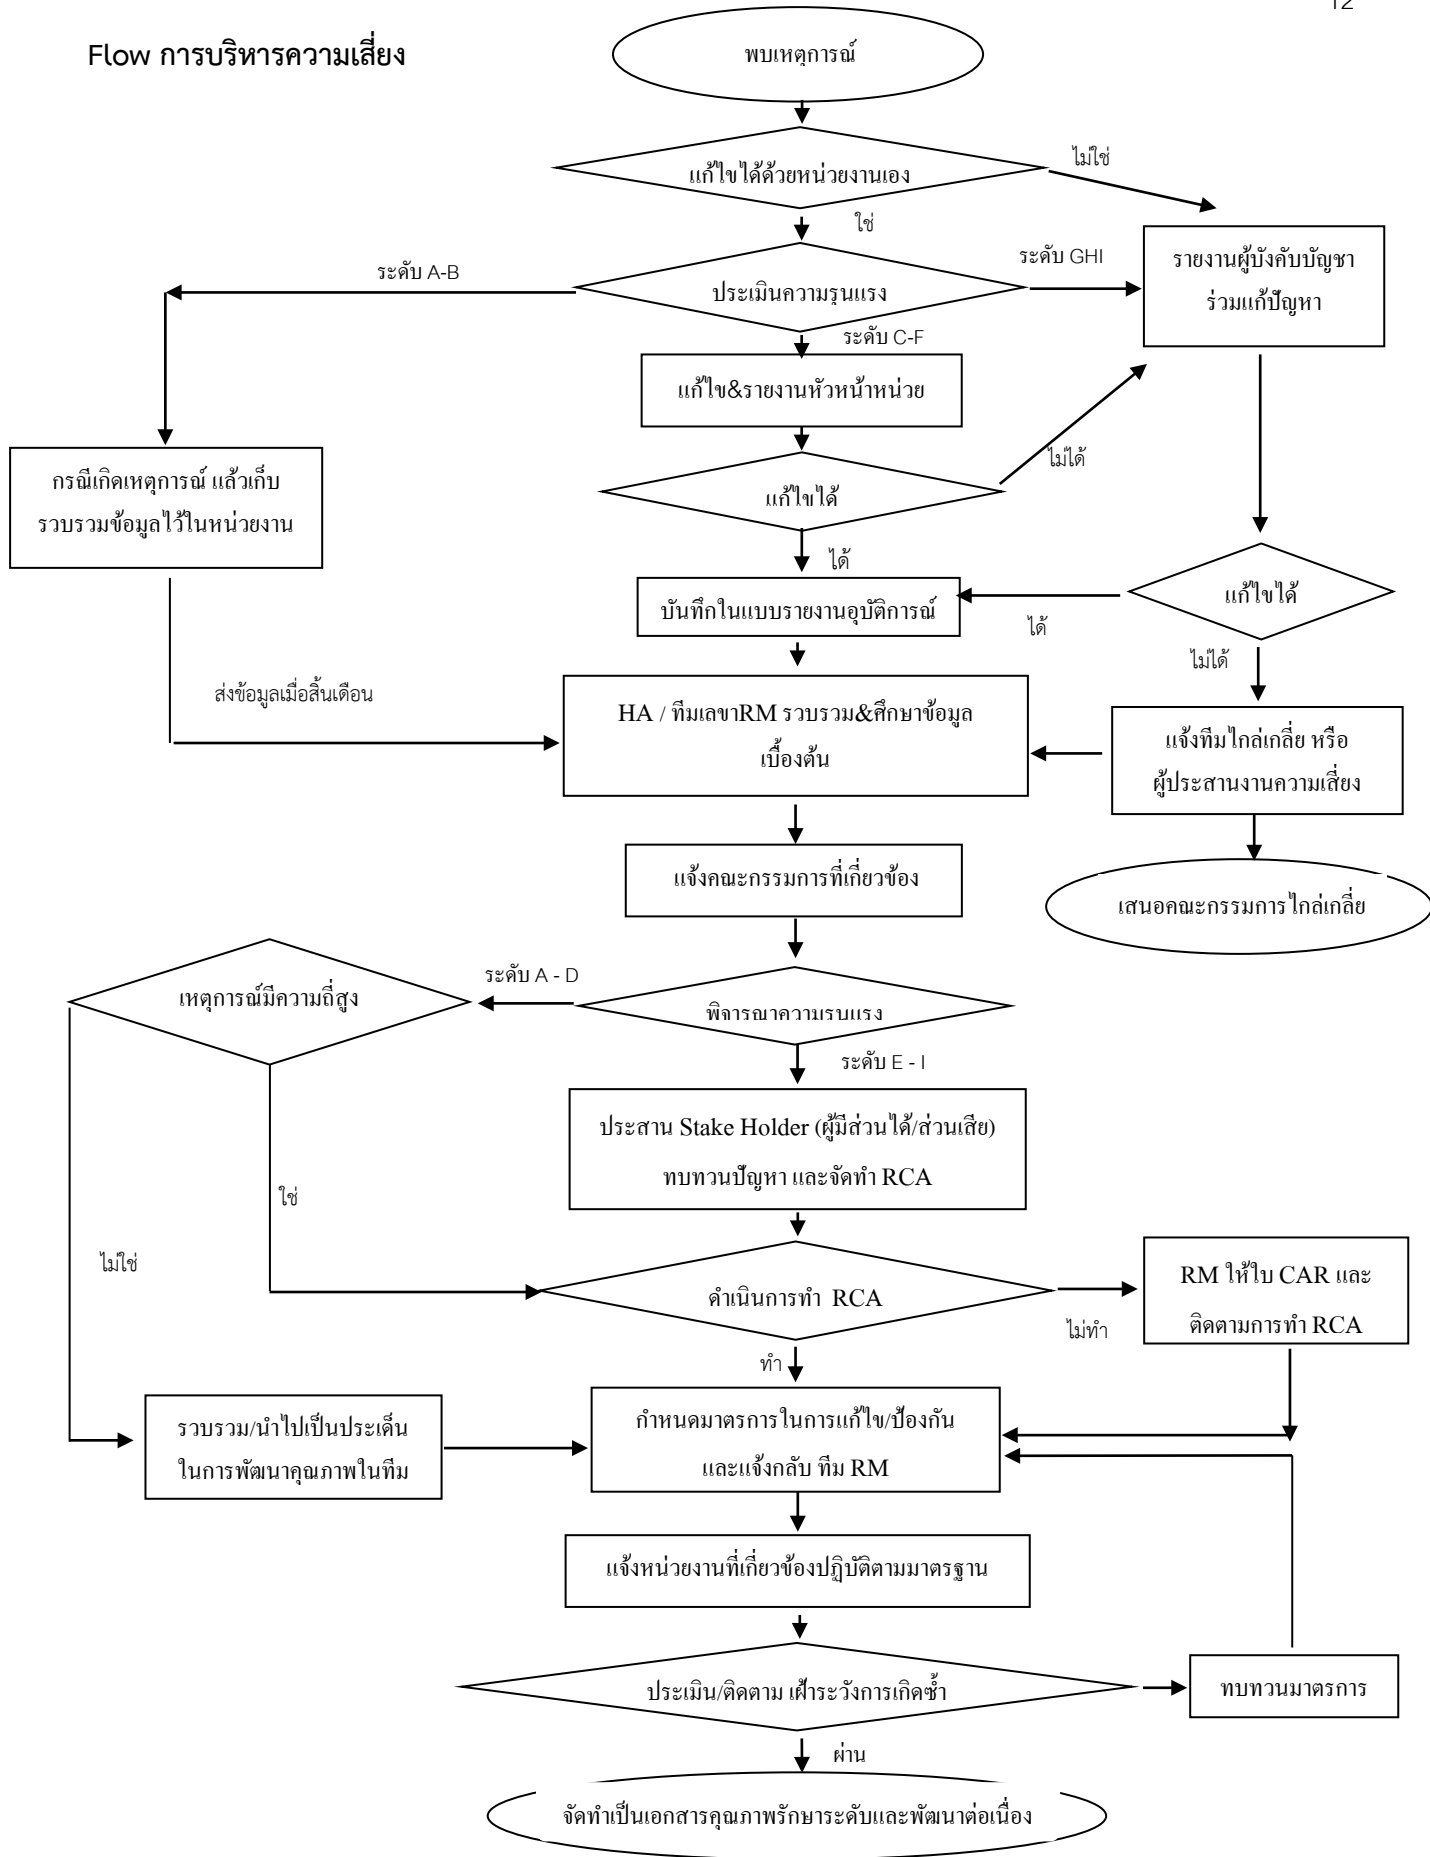 12
Flow การบริหารความเสี่ยง
พบเหตุการณ์
แก้ไขได้ด้วยหน่วยงานเอง
ไม่ใช่
ใช่
ระดับ A-B
ประเมินความรุนแรง
ระดับ GHI
รายงานผู้บังคับบัญชา
ร่วมแก้ปัญหา
ระดับ C-F
แก้ไข&รายงานหัวหน้าหน่วย
กรณีเกิดเหตุการณ์ แล้วเก็บ
รวบรวมข้อมูลไว้ในหน่วยงาน
แก้ไขได้
ไม่ได้
ได้
บันทึกในแบบรายงานอุบัติการณ์
ได้
แก้ไขได้
ไม่ได้
ส่งข้อมูลเมื่อสิ้นเดือน
HA / ทีมเลขาRM รวบรวม&ศึกษาข้อมูล
เบื้องต้น
แจ้งทีมไกล่เกลี่ย หรือ
ผู้ประสานงานความเสี่ยง
แจ้งคณะกรรมการที่เกี่ยวข้อง
เสนอคณะกรรมการไกล่เกลี่ย
เหตุการณ์มีความถี่สูง
ระดับ A - D
พิจารณาความรุนแรง
ระดับ E - I
ประสาน Stake Holder (ผู้มีส่วนได้/ส่วนเสีย)
ทบทวนปัญหา และจัดทำ RCA
ใช่
ไม่ใช่
ดำเนินการทำ RCA
ไม่ทำ
RM ให้ใบ CAR และ
ติดตามการทำ RCA
ทำ
รวบรวม/นำไปเป็นประเด็น
ในการพัฒนาคุณภาพในทีม
กำหนดมาตรการในการแก้ไข/ป้องกัน
และแจ้งกลับ ทีม RM
แจ้งหน่วยงานที่เกี่ยวข้องปฏิบัติตามมาตรฐาน
ประเมิน/ติดตาม เฝ้าระวังการเกิดซ้ำ
ทบทวนมาตรการ
ผ่าน
จัดทำเป็นเอกสารคุณภาพรักษาระดับและพัฒนาต่อเนื่อง